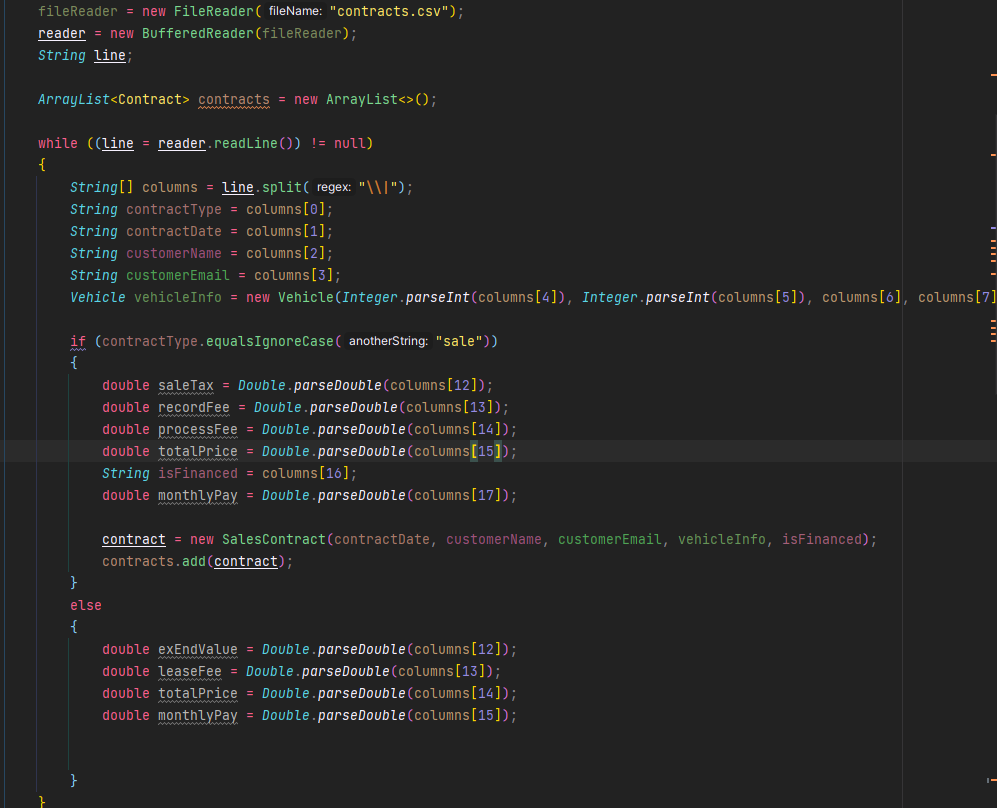 fileReader = new FileReader( fileName: "contracts.csv");
reader = new BufferedReader(fileReader);
String line;
ArrayList<Contract> contracts = new ArrayList<>();
while ((line = reader.readLine()) != null)
{
String[] columns = line.split( regex: "\\|");
String contractType = columns[0];
String contractDate = columns[1];
String customerName = columns[2];
String customerEmail = columns[3];
Vehicle vehicleInfo = new Vehicle(Integer.parseInt(columns[4]), Integer.parseInt(columns[5]), columns[6], columns[7]
if (contractType.equalsIgnoreCase( anotherString: "sale"))
{
double saleTax = Double.parseDouble(columns[12]);
double recordFee = Double.parseDouble(columns[13]);
double processFee = Double.parseDouble(columns[14]);
double totalPrice = Double.parseDouble(columns[15]);
String isFinanced = columns[16];
double monthlyPay = Double.parseDouble(columns[17]);
contract = new SalesContract(contractDate, customerName, customerEmail, vehicleInfo, isFinanced);
contracts.add(contract);
}
else
{
double exEndValue = Double.parseDouble(columns[12]);
double leaseFee = Double.parseDouble(columns[13]);
double totalPrice = Double.parseDouble(columns[14]);
double monthlyPay = Double.parseDouble(columns[15]);
}
}